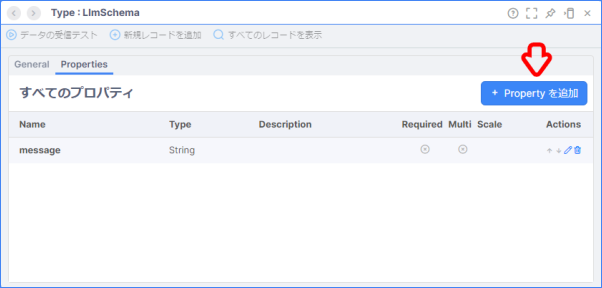 Type : LlmSchema
データの受信テスト 新規レコードを追加 すべてのレコードを表示
General Properties
すべてのプロパティ + Property を追加
Name Type Description Required Multi Scale Actions
message String